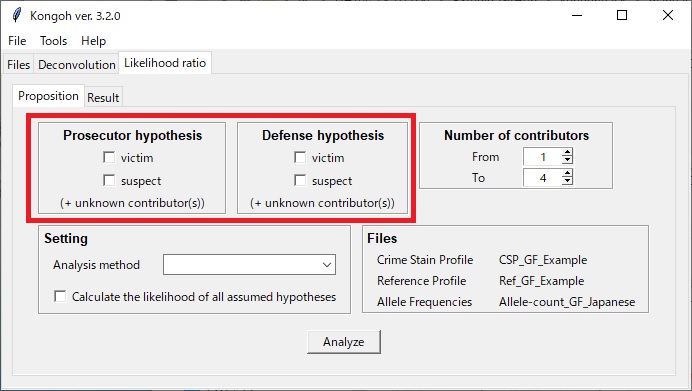 Kongoh ver. 3.2.0
File Tools Help
Files Deconvolution Likelihood ratio
Proposition Result
Prosecutor hypothesis
victim
suspect
(+ unknown contributor(s))
Defense hypothesis
victim
suspect
(+ unknown contributor(s))
Number of contributors
From 1
To 4
Setting
Analysis method
Calculate the likelihood of all assumed hypotheses
Files
Crime Stain Profile CSP_GF_Example
Reference Profile Ref_GF_Example
Allele Frequencies Allele-count_GF_Japanese
Analyze